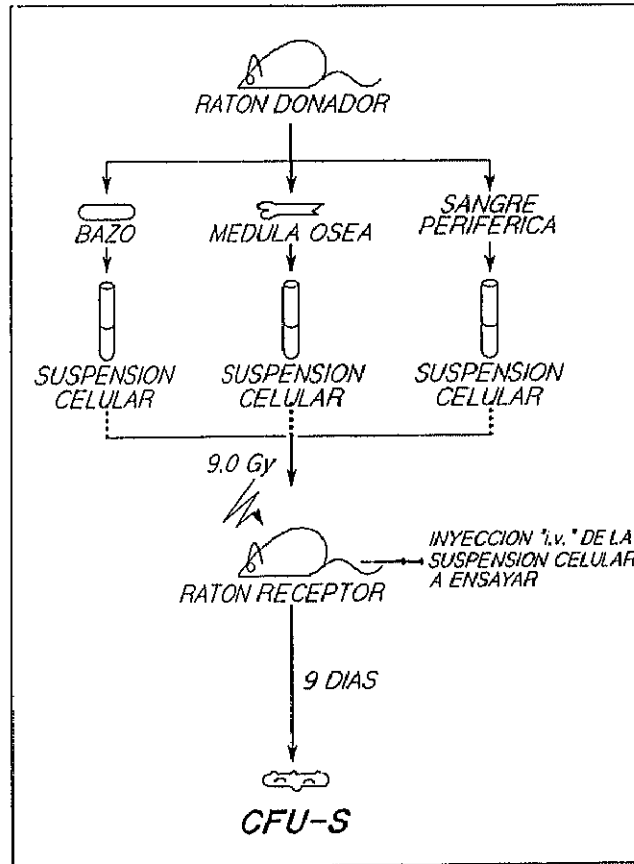 RATON DONADOR
BAZO
MEDULA OSEA
SANGRE
PERIFERICA
SUSPENSION
CELULAR
SUSPENSION
CELULAR
SUSPENSION
CELULAR
9.0 Gy
INYECCION "i.v." DE LA
SUSPENSION CELULAR
A ENSAYAR
RATON RECEPTOR
9 DIAS
CFU-S